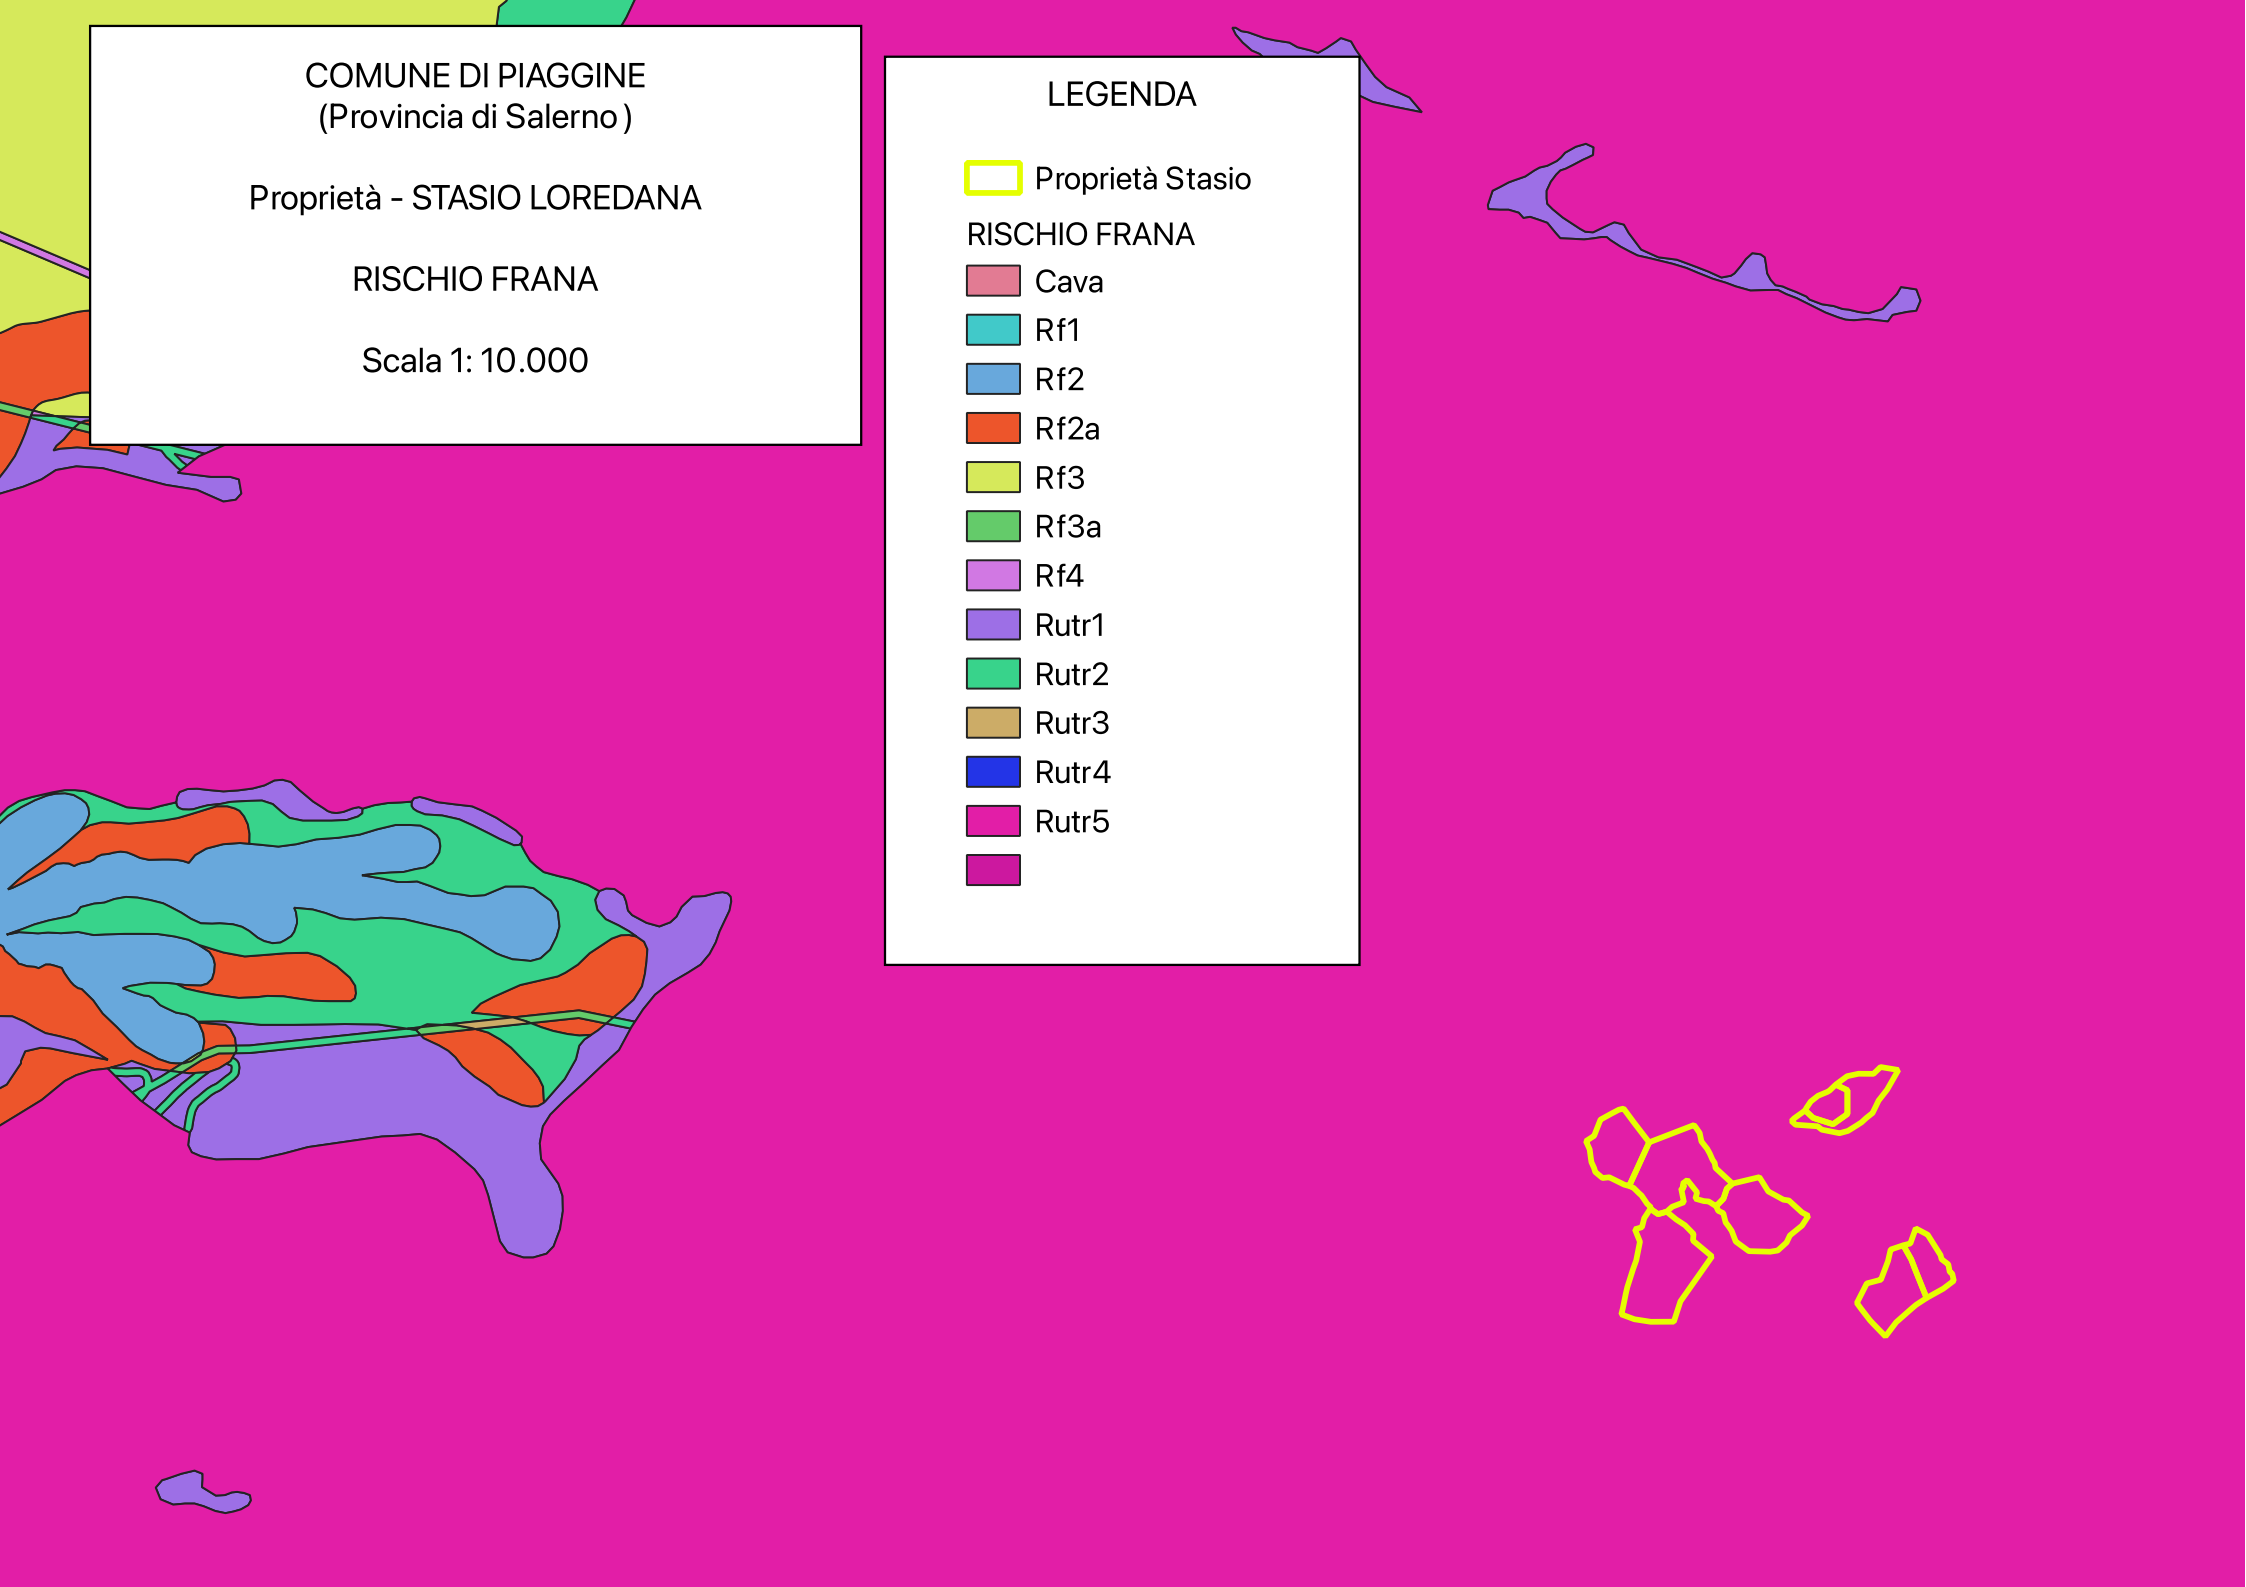 COMUNE DI PIAGGINE
(Provincia di Salerno)
Proprietà - STASIO LOREDANA
RISCHIO FRANA
Scala 1: 10.000
LEGENDA
Proprietà Stasio
RISCHIO FRANA
Cava
Rf1
Rf2
Rf2a
Rf3
Rf3a
Rf4
Rutr1
Rutr2
Rutr3
Rutr4
Rutr5